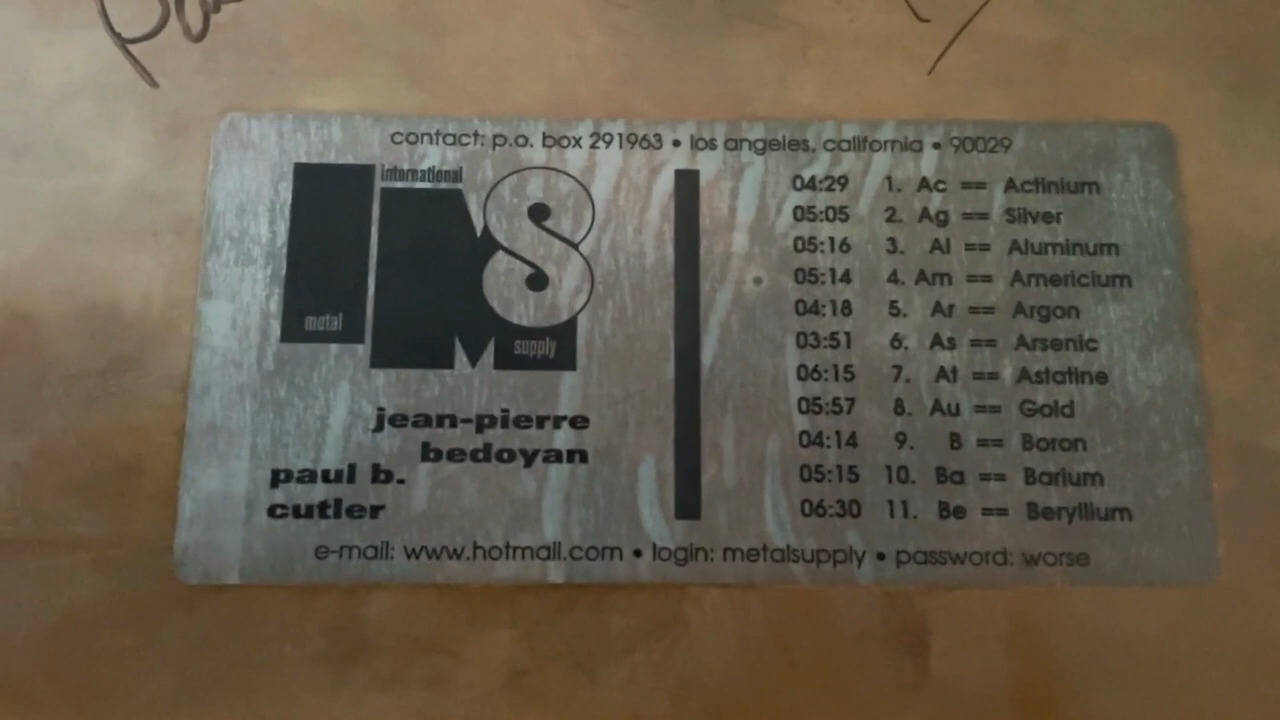 contact: p.o. box 291963 • los angeles, california • 90029
international
metal
supply
IMS
jean-pierre
bedoyan
paul b.
cutler
04:29 1. Ac == Actinium
05:05 2. Ag == Silver
05:16 3. Al == Aluminum
05:14 4. Am == Americium
04:18 5. Ar == Argon
03:51 6. As == Arsenic
06:15 7. At == Astatine
05:57 8. Au == Gold
04:14 9. B == Boron
05:15 10. Ba == Barium
06:30 11. Be == Beryllium
e-mail: www.hotmail.com • login: metalsupply • password: worse